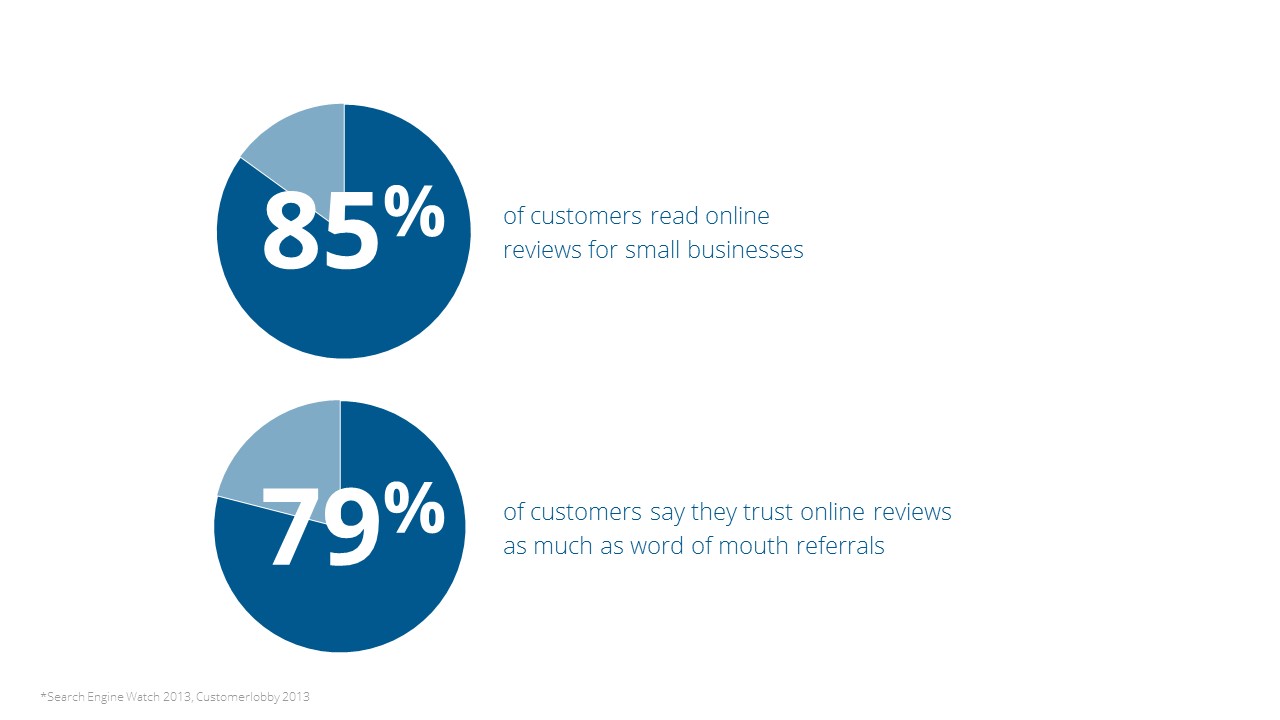 85%
of customers read online
reviews for small businesses
79%
of customers say they trust online reviews
as much as word of mouth referrals
*Search Engine Watch 2013, Customerlobby 2013